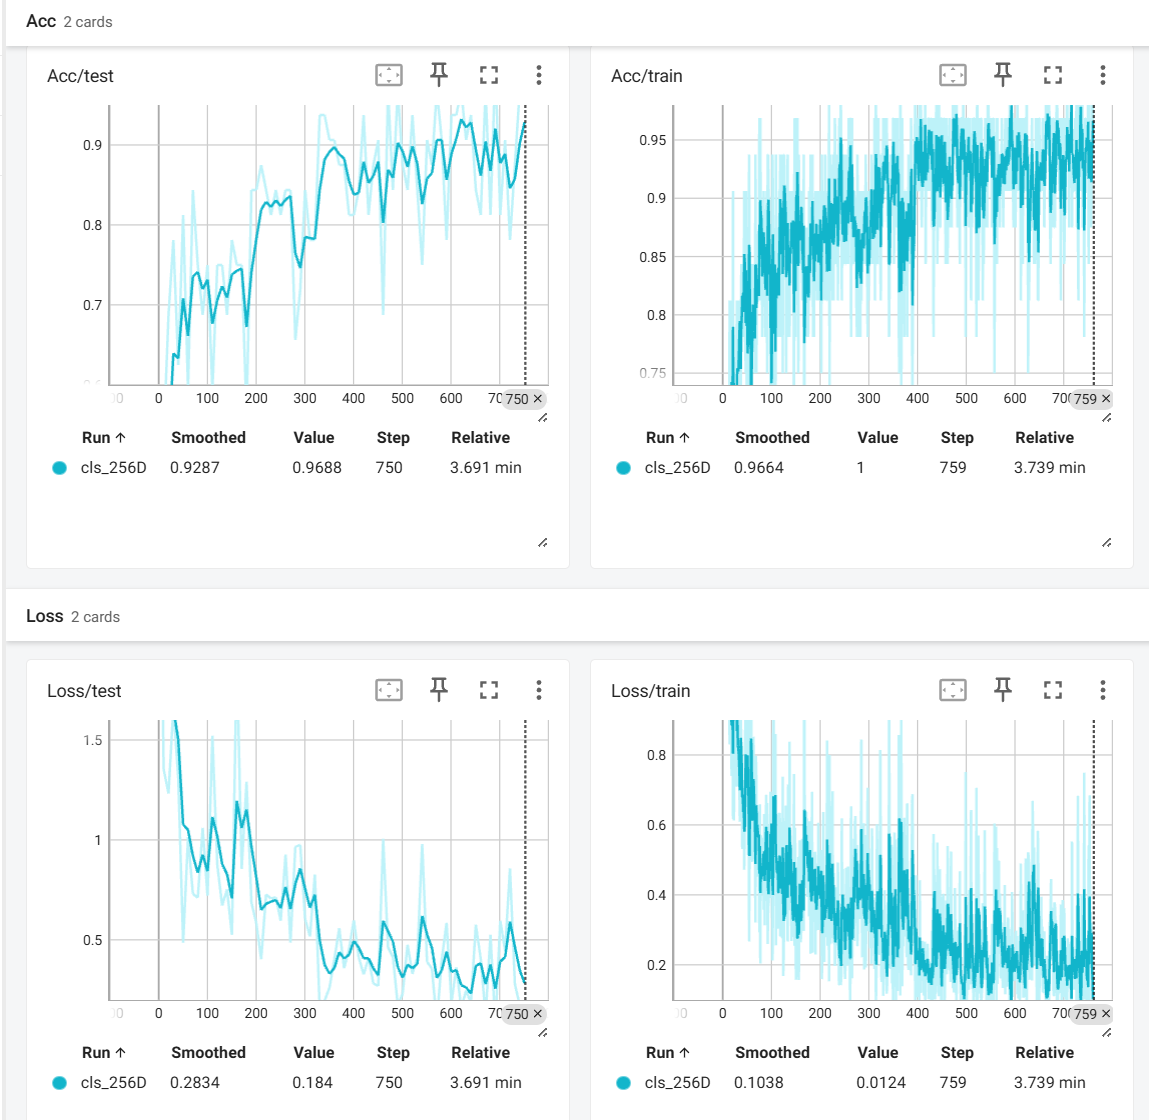 Acc 2 cards
Acc/test
0.9
0.8
0.7
0 100 200 300 400 500 600 750 ×
Run ↑ Smoothed Value Step Relative
cls_256D 0.9287 0.9688 750 3.691 min
Acc/train
0.95
0.9
0.85
0.8
0.75
0 100 200 300 400 500 600 759 ×
Run ↑ Smoothed Value Step Relative
cls_256D 0.9664 1 759 3.739 min
Loss 2 cards
Loss/test
1.5
1
0.5
0 100 200 300 400 500 600 750 ×
Run ↑ Smoothed Value Step Relative
cls_256D 0.2834 0.184 750 3.691 min
Loss/train
0.8
0.6
0.4
0.2
0 100 200 300 400 500 600 759 ×
Run ↑ Smoothed Value Step Relative
cls_256D 0.1038 0.0124 759 3.739 min